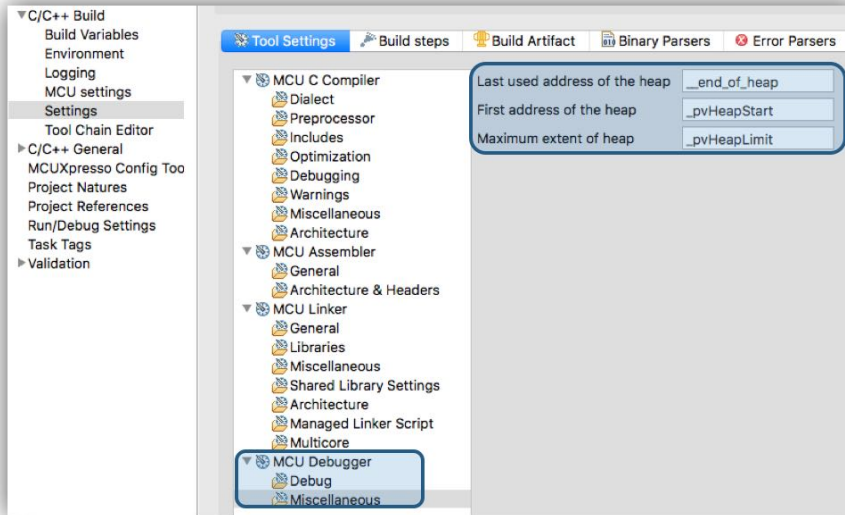 C/C++ Build
Build Variables
Environment
Logging
MCU settings
Settings
Tool Chain Editor
C/C++ General
MCUXpresso Config Too
Project Natures
Project References
Run/Debug Settings
Task Tags
Validation
Tool Settings
Build steps
Build Artifact
Binary Parsers
Error Parsers
MCU C Compiler
Dialect
Preprocessor
Includes
Optimization
Debugging
Warnings
Miscellaneous
Architecture
MCU Assembler
General
Architecture & Headers
MCU Linker
General
Libraries
Miscellaneous
Shared Library Settings
Architecture
Managed Linker Script
Multicore
MCU Debugger
Debug
Miscellaneous
Last used address of the heap __end_of_heap
First address of the heap _pvHeapStart
Maximum extent of heap _pvHeapLimit